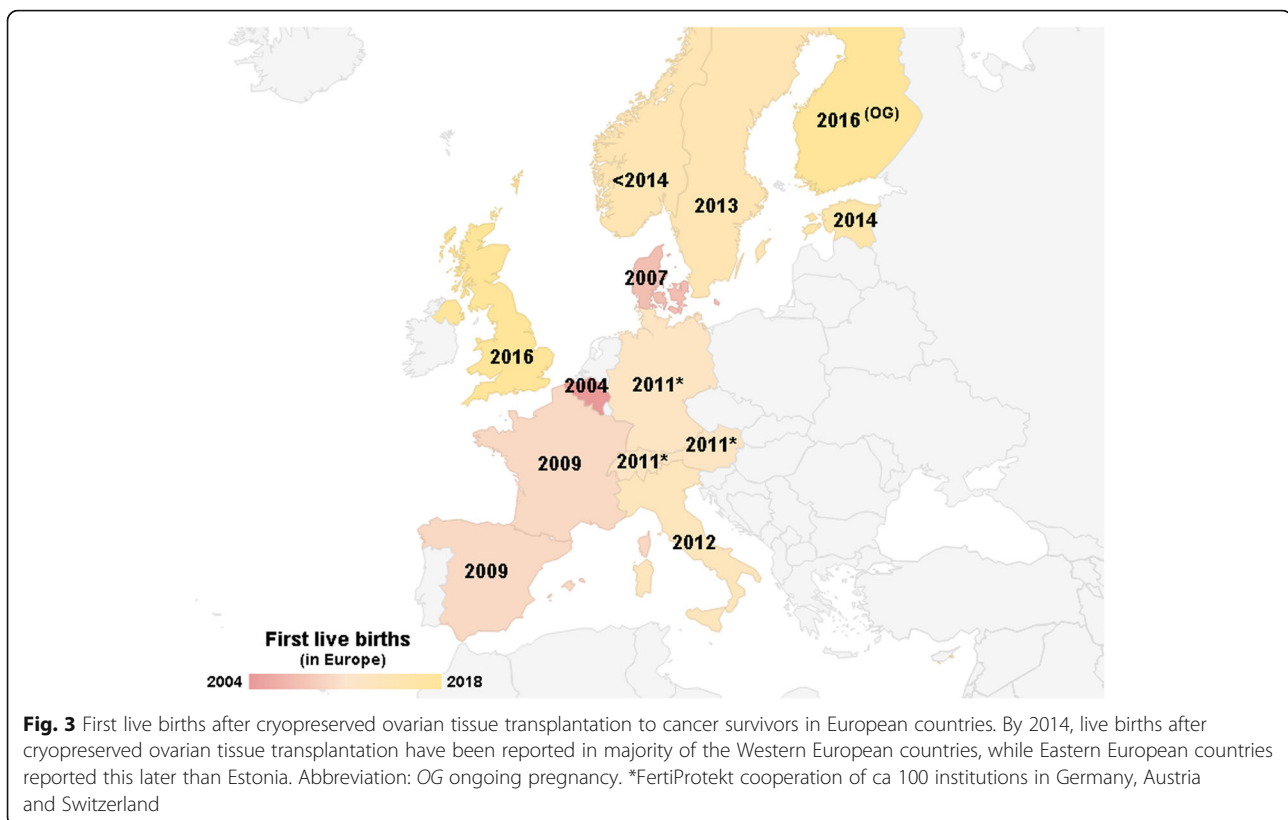 2016 (OG)
<2014
2013
2014
2007
2016
2004
2011*
2011*
2011*
2009
2012
2009
First live births
(in Europe)
2004 2018
Fig. 3 First live births after cryopreserved ovarian tissue transplantation to cancer survivors in European countries. By 2014, live births after
cryopreserved ovarian tissue transplantation have been reported in majority of the Western European countries, while Eastern European countries
reported this later than Estonia. Abbreviation: OG ongoing pregnancy. *FertiProtekt cooperation of ca 100 institutions in Germany, Austria
and Switzerland